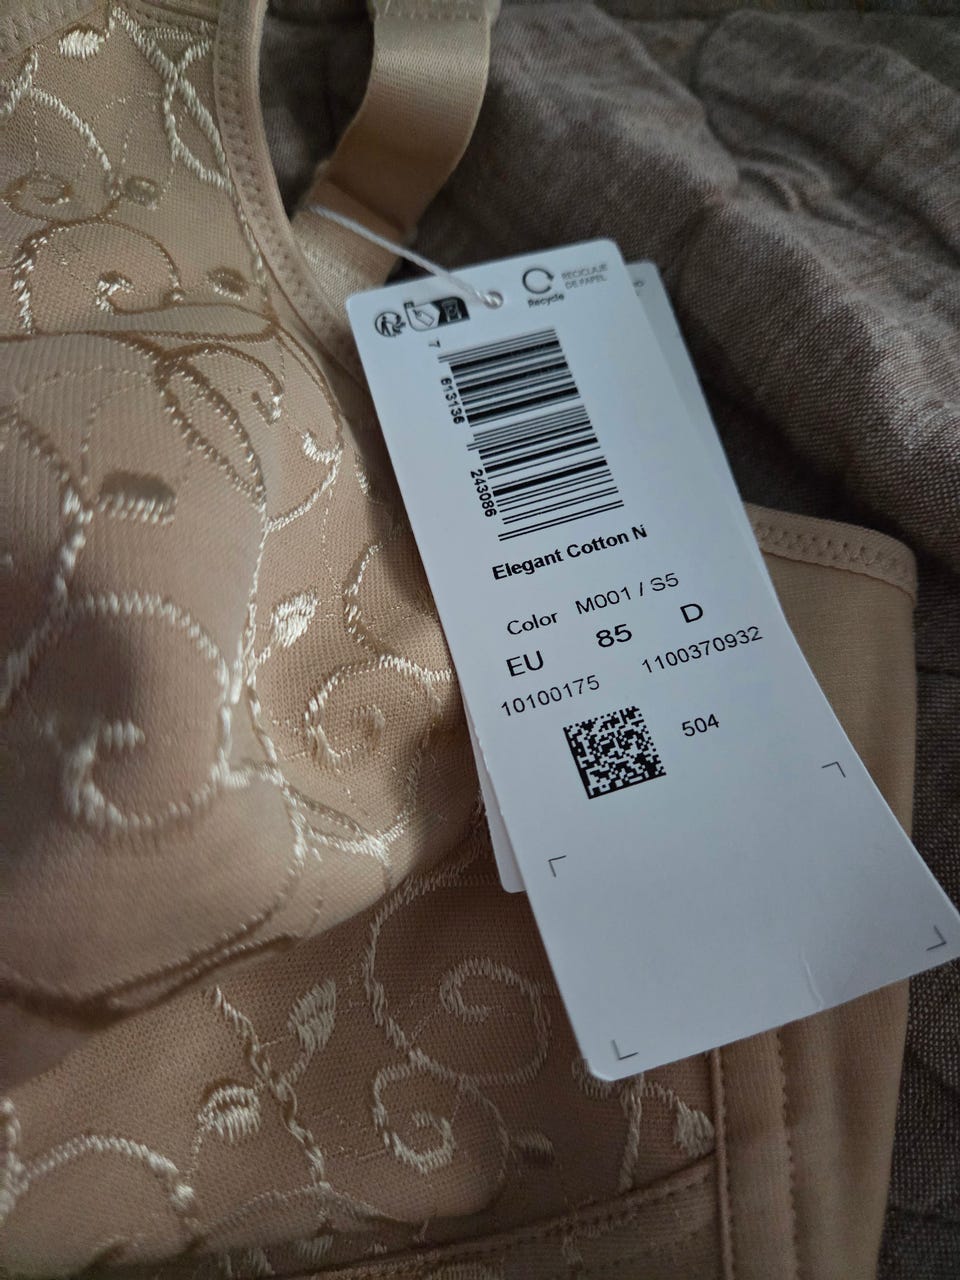 Recycle
RECICLAJE
DE PAPEL
7
613136
243086
Elegant Cotton N
Color M001 / S5
EU 85 D
10100175 1100370932
504